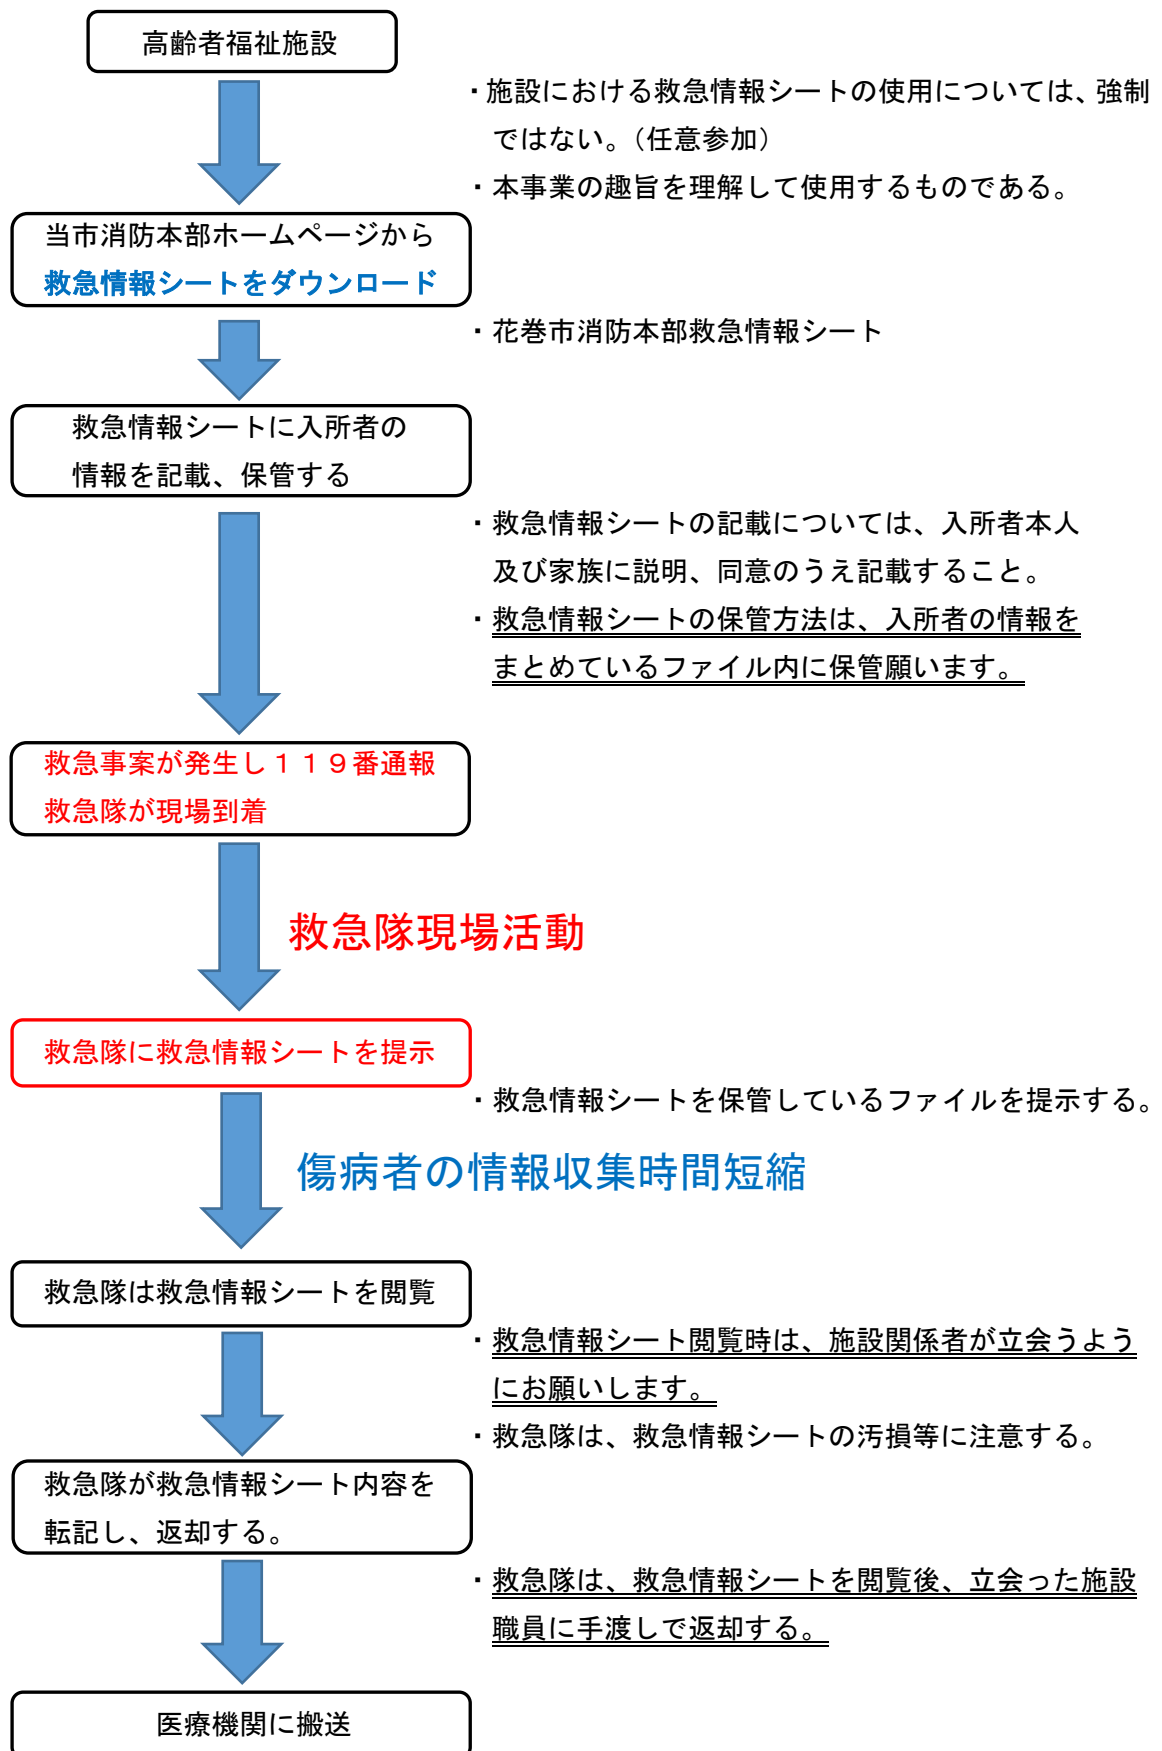 高齢者福祉施設
・施設における救急情報シートの使用については、強制
ではない。（任意参加）
・本事業の趣旨を理解して使用するものである。
当市消防本部ホームページから
救急情報シートをダウンロード
・花巻市消防本部救急情報シート
救急情報シートに入所者の
情報を記載、保管する
・救急情報シートの記載については、入所者本人
及び家族に説明、同意のうえ記載すること。
・救急情報シートの保管方法は、入所者の情報を
まとめているファイル内に保管願います。
救急事案が発生し１１９番通報
救急隊が現場到着
救急隊現場活動
救急隊に救急情報シートを提示
・救急情報シートを保管しているファイルを提示する。
傷病者の情報収集時間短縮
救急隊は救急情報シートを閲覧
・救急情報シート閲覧時は、施設関係者が立会うよう
にお願いします。
・救急隊は、救急情報シートの汚損等に注意する。
救急隊が救急情報シート内容を
転記し、返却する。
・救急隊は、救急情報シートを閲覧後、立会った施設
職員に手渡しで返却する。
医療機関に搬送